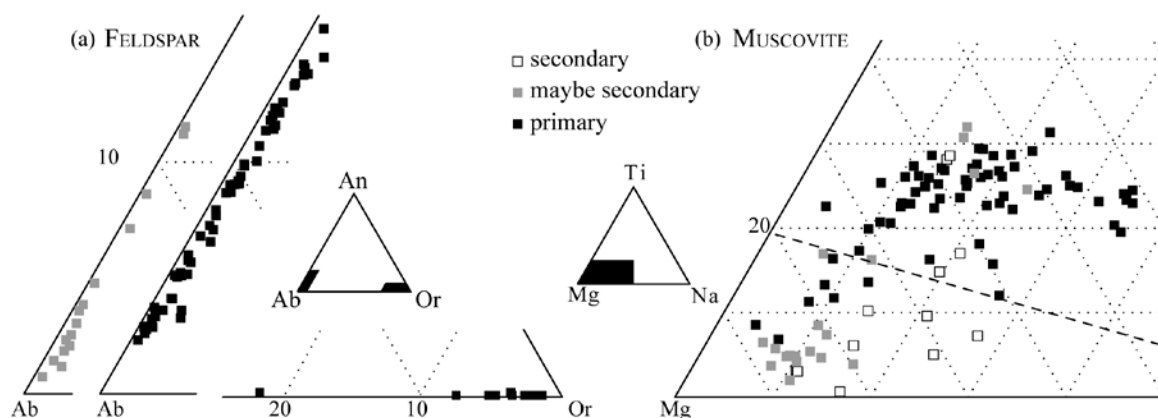 (a) FELDSPAR
secondary
maybe secondary
primary
(b) MUSCOVITE
10
An
Ab
Or
Ti
Mg
Na
20
Ab
Ab
20
10
Or
Mg